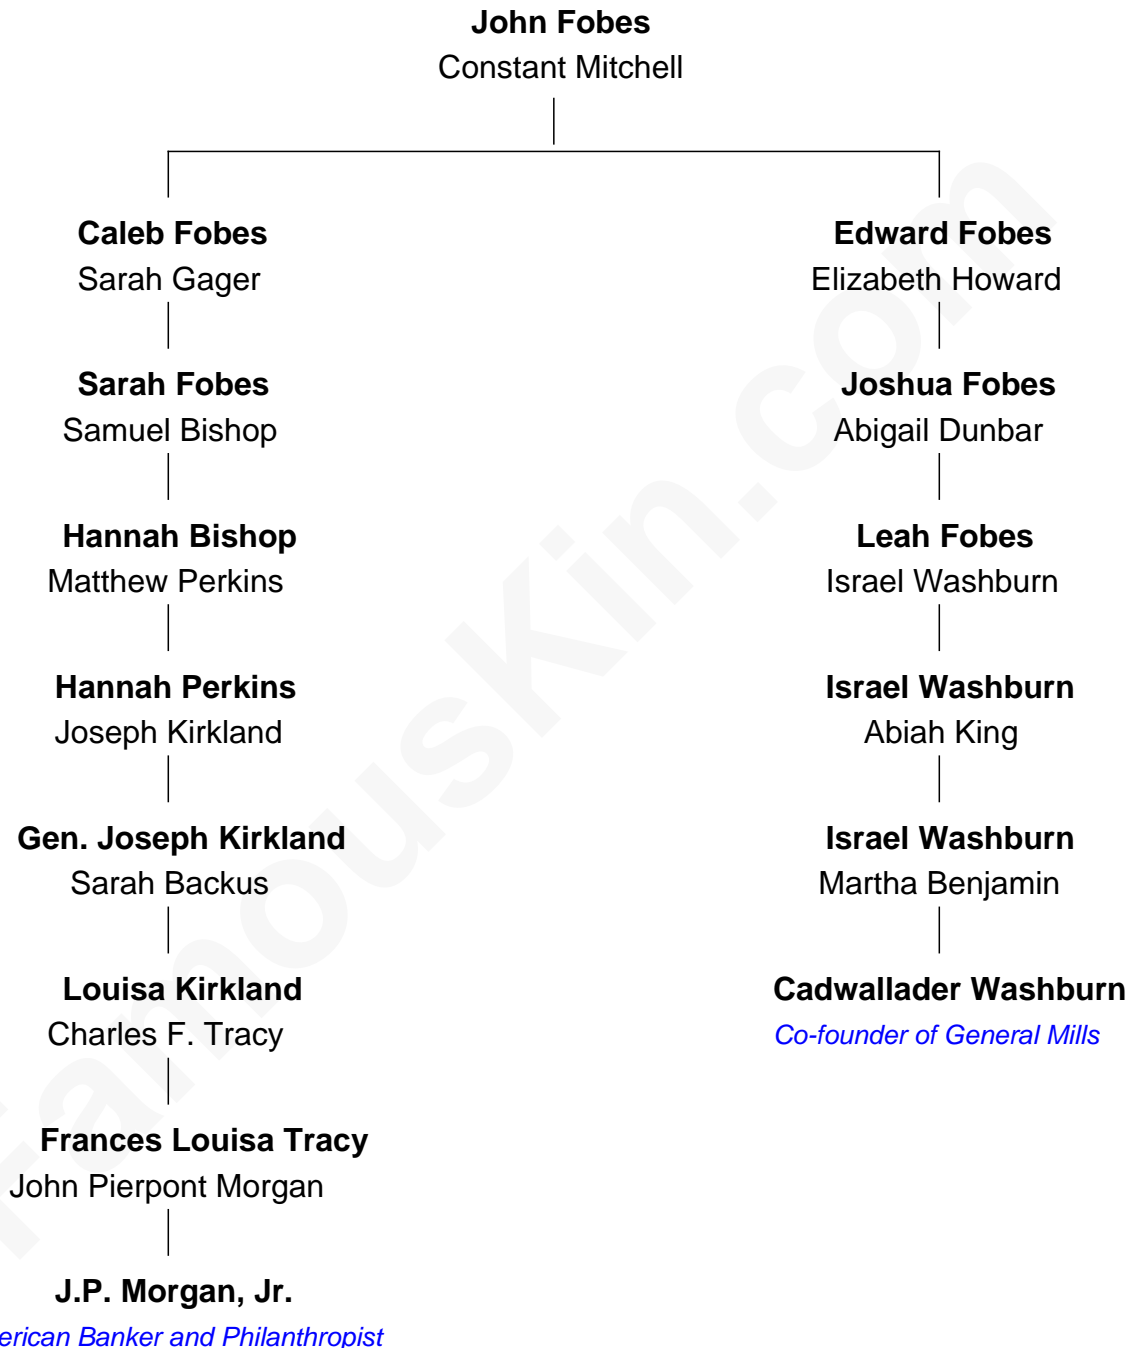 John Fobes
Constant Mitchell
Caleb Fobes
Sarah Gager
Sarah Fobes
Samuel Bishop
Hannah Bishop
Matthew Perkins
Hannah Perkins
Joseph Kirkland
Gen. Joseph Kirkland
Sarah Backus
Louisa Kirkland
Charles F. Tracy
Frances Louisa Tracy
John Pierpont Morgan
J.P. Morgan, Jr.
erican Banker and Philanthropist
Edward Fobes
Elizabeth Howard
Joshua Fobes
Abigail Dunbar
Leah Fobes
Israel Washburn
Israel Washburn
Abiah King
Israel Washburn
Martha Benjamin
Cadwallader Washburn
Co-founder of General Mills
FamousKin.com